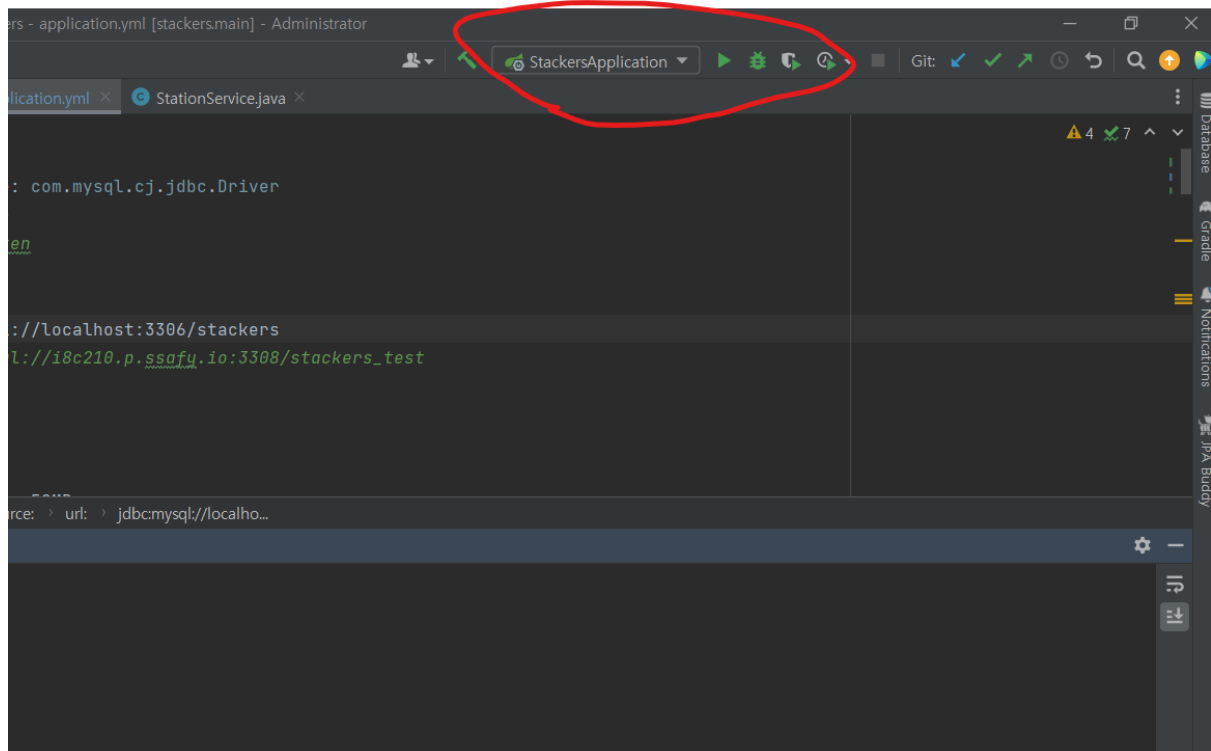 ers - application.yml [stackers.main] - Administrator
StackersApplication
Git:
plication.yml
StationService.java
4
7
: com.mysql.cj.jdbc.Driver
en
://localhost:3306/stackers
l://i8c210.p.ssafy.io:3308/stackers_test
rce: › url: › jdbc:mysql://localho...
Database
Gradle
Notifications
JPA Buddy